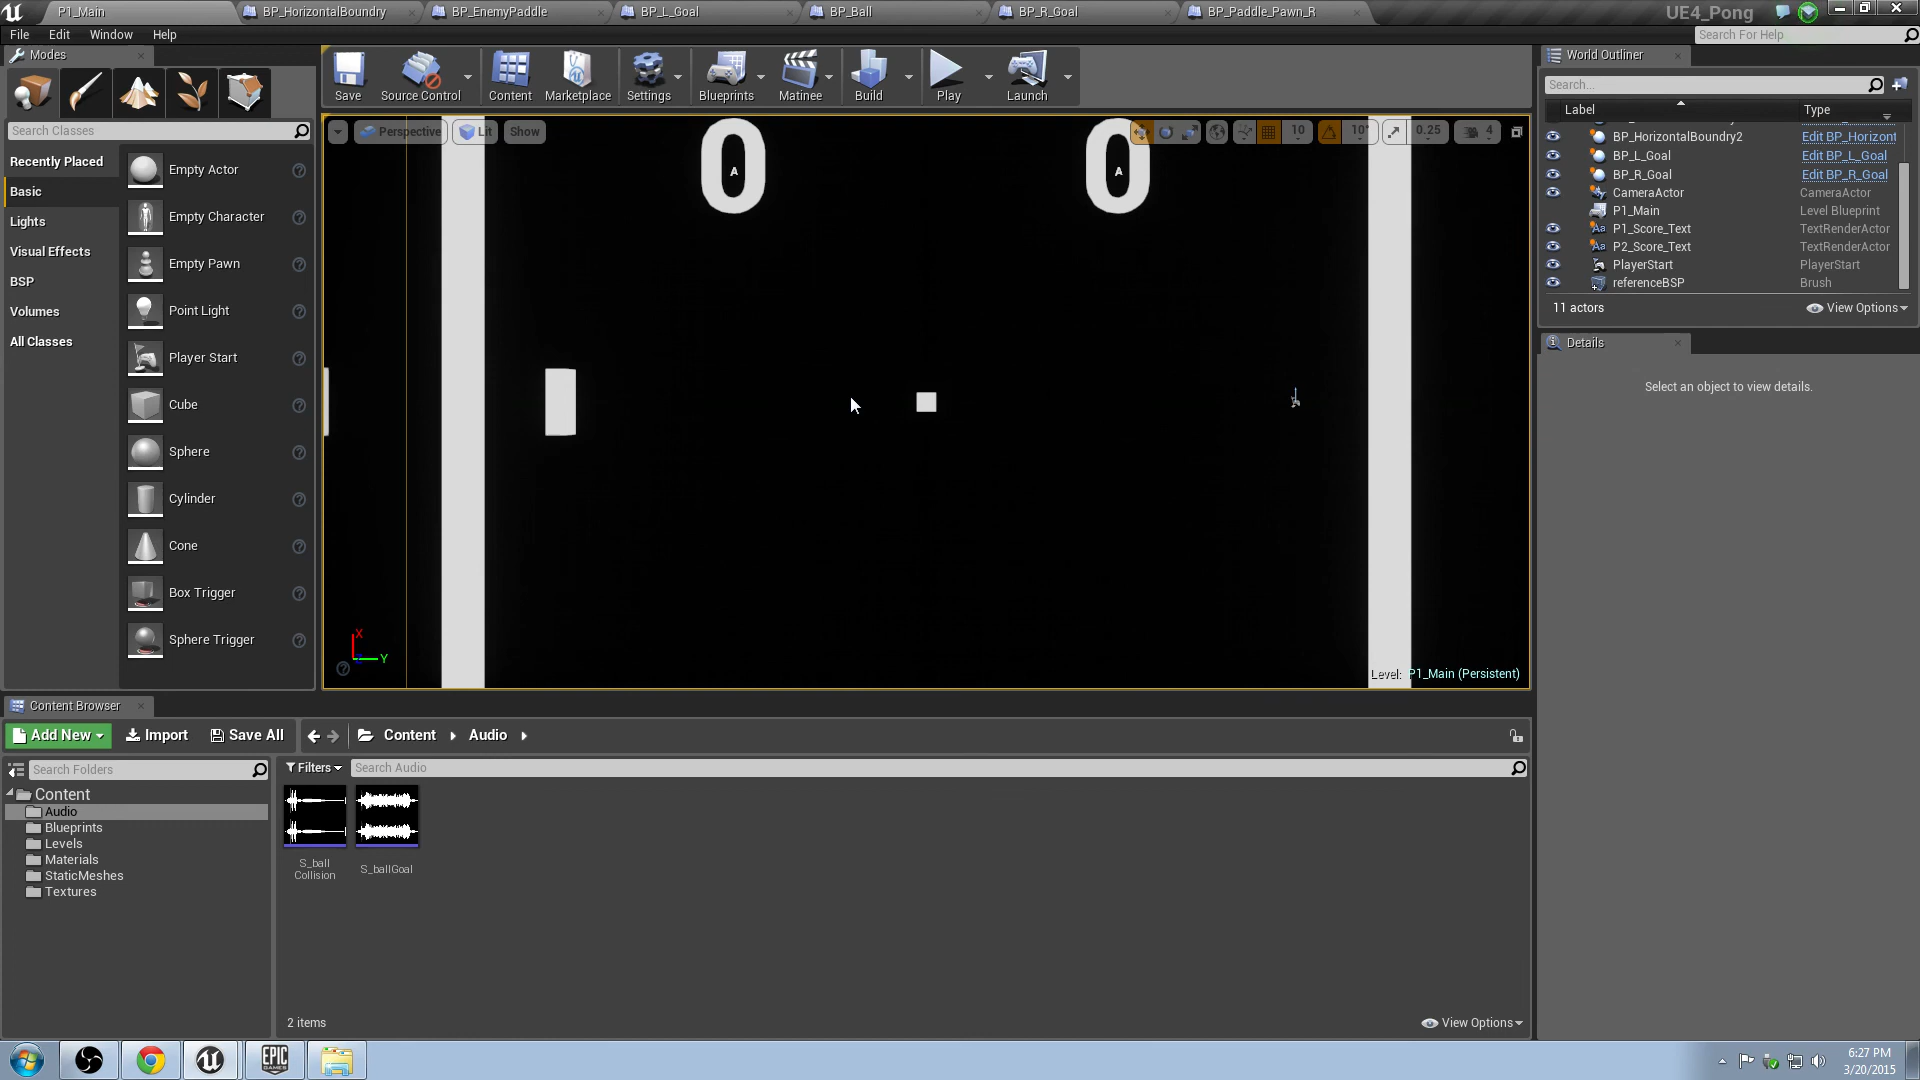 P1_Main
BP_HorizontalBoundry
BP_EnemyPaddle
BP_L_Goal
BP_Ball
BP_R_Goal
BP_Paddle_Pawn_R
UE4_Pong
File Edit Window Help
Search For Help
Modes
Save
Source Control
Content
Marketplace
Settings
Blueprints
Matinee
Build
Play
Launch
World Outliner
Search...
Label
Type
Search Classes
Recently Placed
Basic
Lights
Visual Effects
BSP
Volumes
All Classes
Empty Actor
Empty Character
Empty Pawn
Point Light
Player Start
Cube
Sphere
Cylinder
Cone
Box Trigger
Sphere Trigger
Perspective
Lit
Show
10
10°
0.25
4
0
A
0
A
X
Y
Level: P1_Main (Persistent)
BP_HorizontalBoundry2 Edit BP_Horizont
BP_L_Goal Edit BP_L_Goal
BP_R_Goal Edit BP_R_Goal
CameraActor CameraActor
P1_Main Level Blueprint
P1_Score_Text TextRenderActor
P2_Score_Text TextRenderActor
PlayerStart PlayerStart
referenceBSP Brush
11 actors
View Options
Details
Select an object to view details.
Content Browser
Add New
Import
Save All
Content
Audio
Search Folders
Filters
Search Audio
Content
Audio
Blueprints
Levels
Materials
StaticMeshes
Textures
S_ball
Collision
S_ballGoal
2 items
View Options
EPIC
GAMES
6:27 PM
3/20/2015